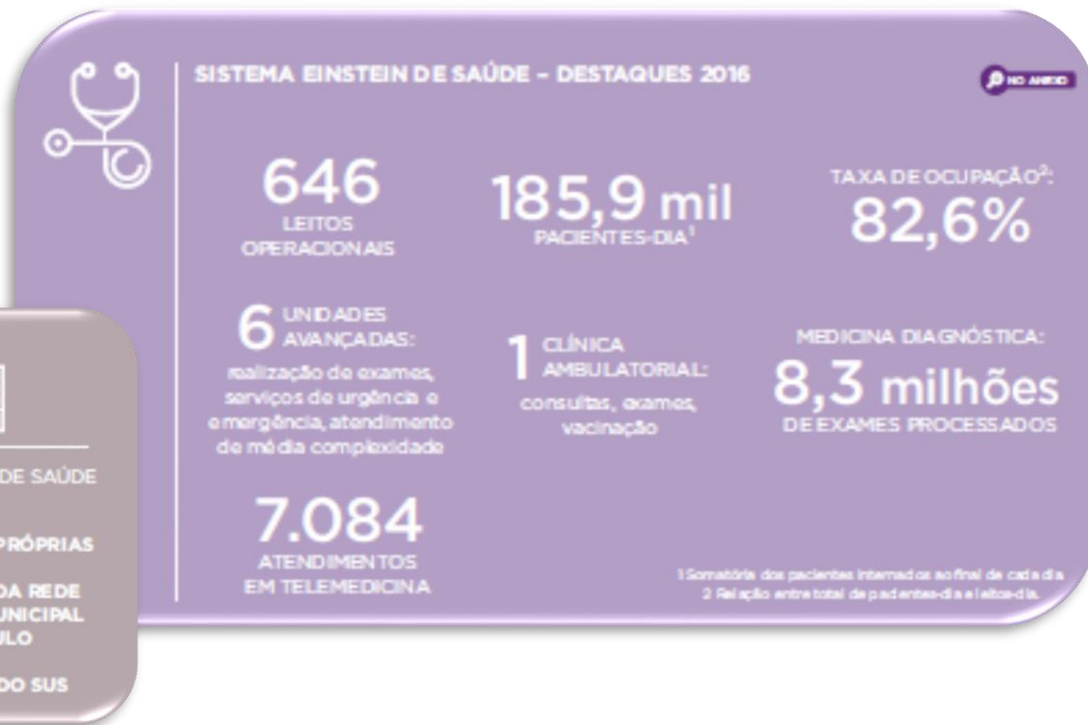 SISTEMA EINSTEIN DE SAÚDE – DESTAQUES 2016
NO ANEXO
646
LEITOS
OPERACIONAIS
185,9 mil
PACIENTES-DIA¹
TAXA DE OCUPAÇÃO²:
82,6%
6 UNIDADES
AVANÇADAS:
realização de exames,
serviços de urgência e
emergência, atendimento
de média complexidade
1 CLÍNICA
AMBULATORIAL:
consultas, exames,
vacinação
MEDICINA DIAGNÓSTICA:
8,3 milhões
DE EXAMES PROCESSADOS
7.084
ATENDIMENTOS
EM TELEMEDICINA
1 Somatória dos pacientes internados ao final de cada dia
2 Relação entre total de pacientes-dia e leitos-dia.
DE SAÚDE
PRÓPRIAS
DA REDE
DO SUS